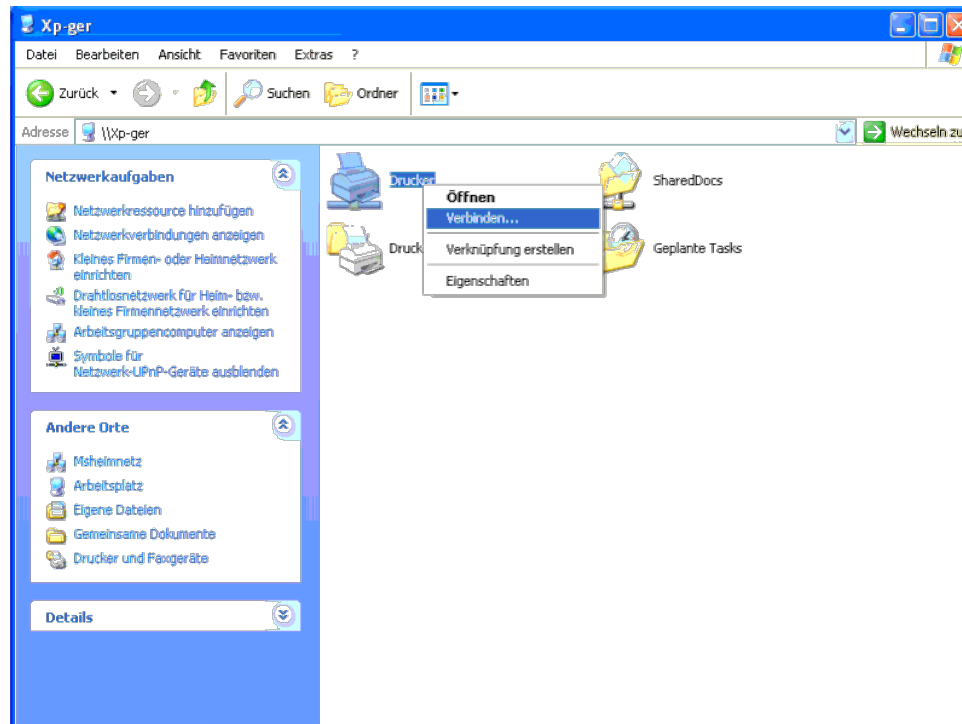 Xp-ger
Datei Bearbeiten Ansicht Favoriten Extras ?
Zurück Suchen Ordner
Adresse \\Xp-ger Wechseln zu
Netzwerkaufgaben
Netzwerkressource hinzufügen
Netzwerkverbindungen anzeigen
Kleines Firmen- oder Heimnetzwerk
einrichten
Drahtlosnetzwerk für Heim- bzw.
kleines Firmennetzwerk einrichten
Arbeitsgruppencomputer anzeigen
Symbole für
Netzwerk-UPnP-Geräte ausblenden
Andere Orte
Msheimnetz
Arbeitsplatz
Eigene Dateien
Gemeinsame Dokumente
Drucker und Faxgeräte
Details
Drucker
SharedDocs
Druck
Geplante Tasks
Öffnen
Verbinden...
Verknüpfung erstellen
Eigenschaften